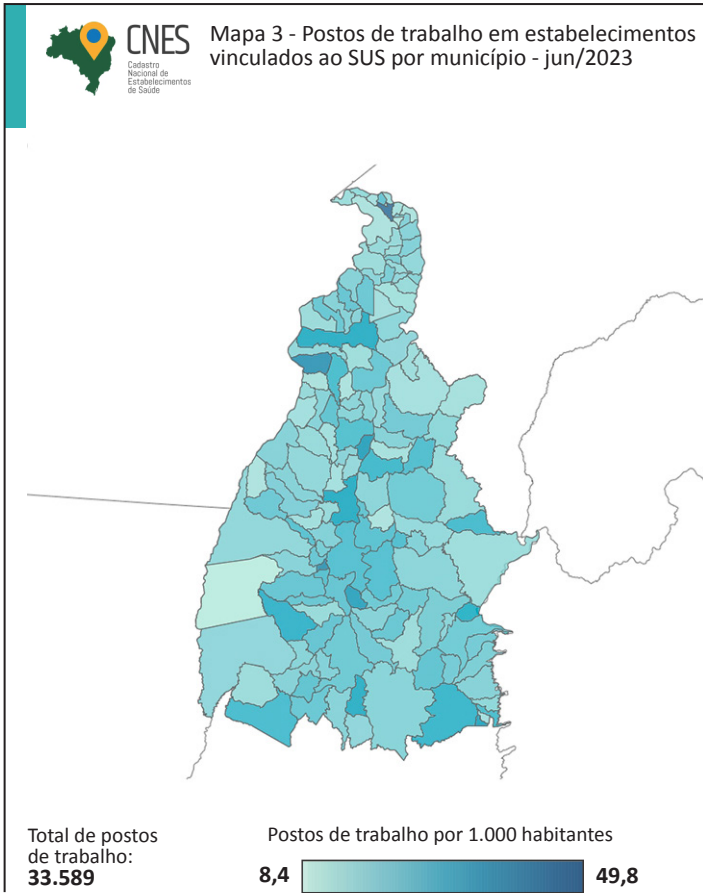 CNES
Cadastro
Nacional de
Estabelecimentos
de Saúde
Mapa 3 - Postos de trabalho em estabelecimentos
vinculados ao SUS por município - jun/2023
Total de postos
de trabalho:
33.589
Postos de trabalho por 1.000 habitantes
8,4
49,8